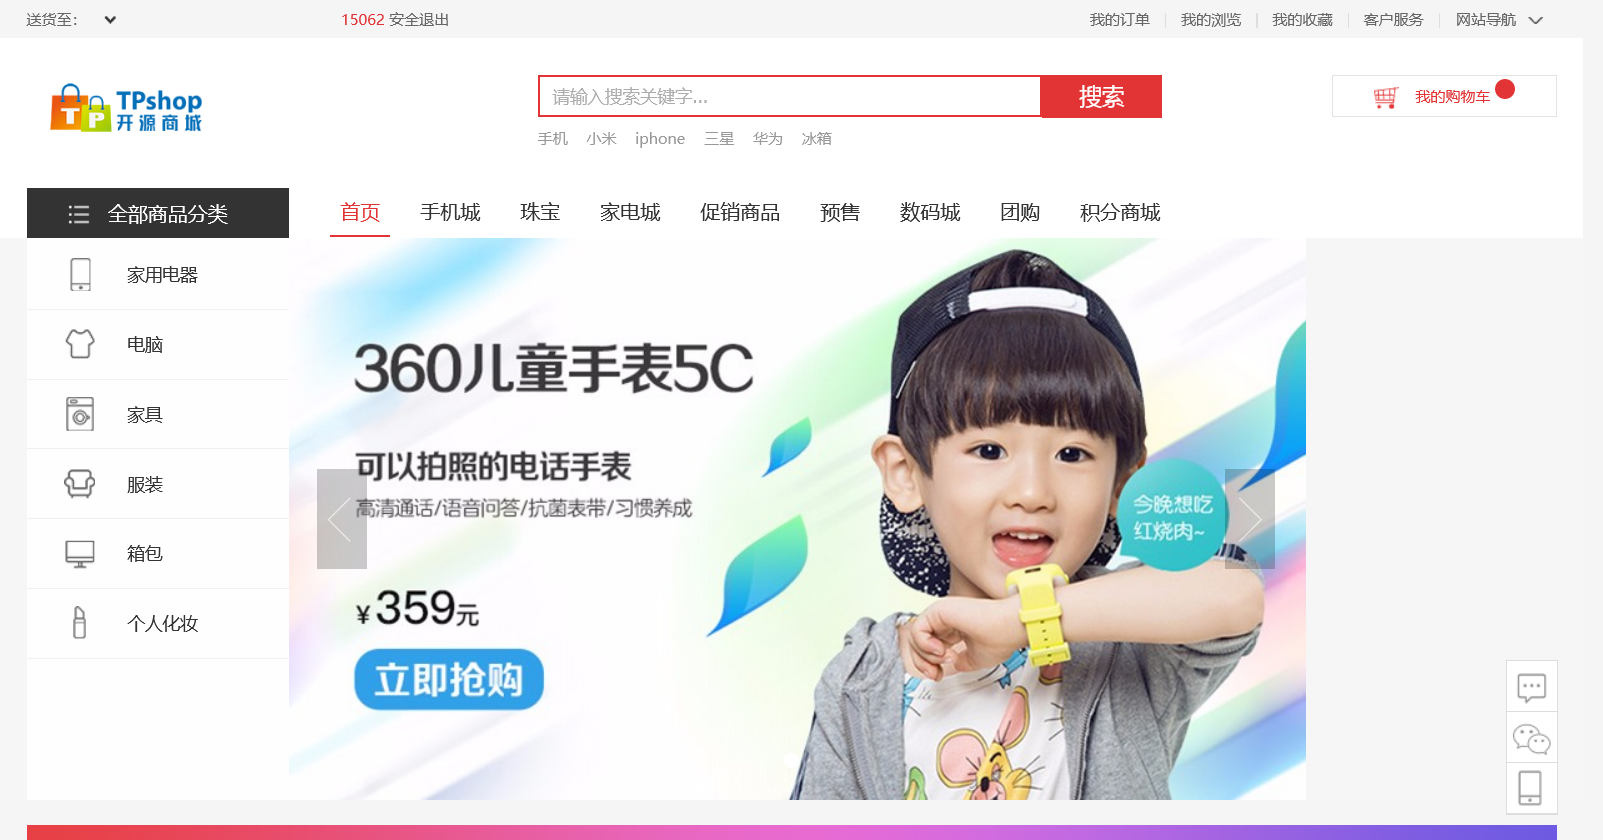 送货至：
15062 安全退出
我的订单
我的浏览
我的收藏
客户服务
网站导航
TPshop
开源商城
请输入搜索关键字...
搜索
我的购物车
手机 小米 iphone 三星 华为 冰箱
全部商品分类
首页 手机城 珠宝 家电城 促销商品 预售 数码城 团购 积分商城
家用电器
电脑
家具
服装
箱包
个人化妆
360儿童手表5C
可以拍照的电话手表
高清通话/语音问答/抗菌表带/习惯养成
¥359元
立即抢购
今晚想吃
红烧肉~